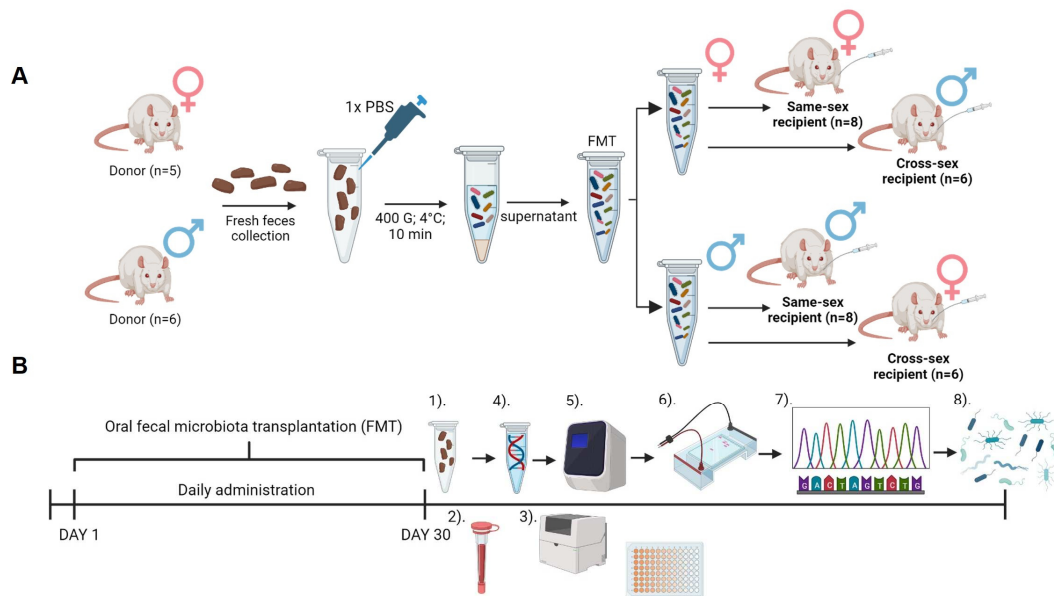 A
Donor (n=5)
Donor (n=6)
Fresh feces
collection
1x PBS
400 G; 4°C;
10 min
supernatant
FMT
Same-sex
recipient (n=8)
Cross-sex
recipient (n=6)
Same-sex
recipient (n=8)
Cross-sex
recipient (n=6)
B
Oral fecal microbiota transplantation (FMT)
Daily administration
DAY 1
DAY 30
1).
4).
5).
6).
7).
8).
G A C T A G T C T G
2).
3).